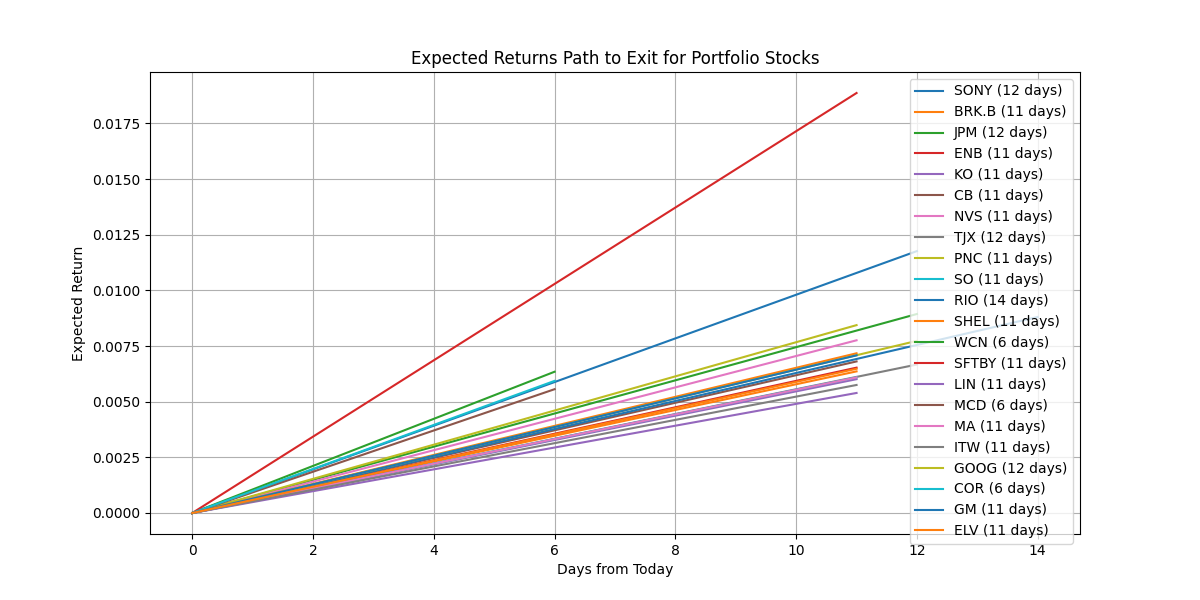 Expected Returns Path to Exit for Portfolio Stocks
Expected Return
0.0175
0.0150
0.0125
0.0100
0.0075
0.0050
0.0025
0.0000
SONY (12 days)
BRK.B (11 days)
JPM (12 days)
ENB (11 days)
KO (11 days)
CB (11 days)
NVS (11 days)
TJX (12 days)
PNC (11 days)
SO (11 days)
RIO (14 days)
SHEL (11 days)
WCN (6 days)
SFTBY (11 days)
LIN (11 days)
MCD (6 days)
MA (11 days)
ITW (11 days)
GOOG (12 days)
COR (6 days)
GM (11 days)
ELV (11 days)
0 2 4 6 8 10 12 14
Days from Today